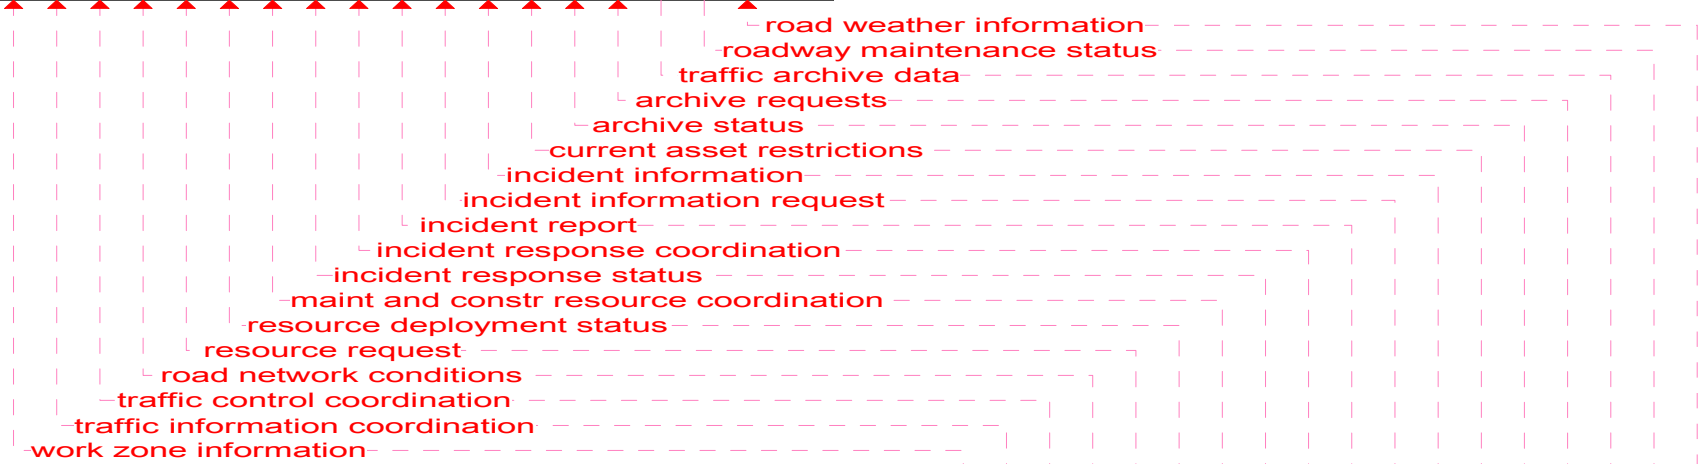 road weather information
roadway maintenance status
traffic archive data
archive requests
archive status
current asset restrictions
incident information
incident information request
incident report
incident response coordination
incident response status
maint and constr resource coordination
resource deployment status
resource request
road network conditions
traffic control coordination
traffic information coordination
work zone information